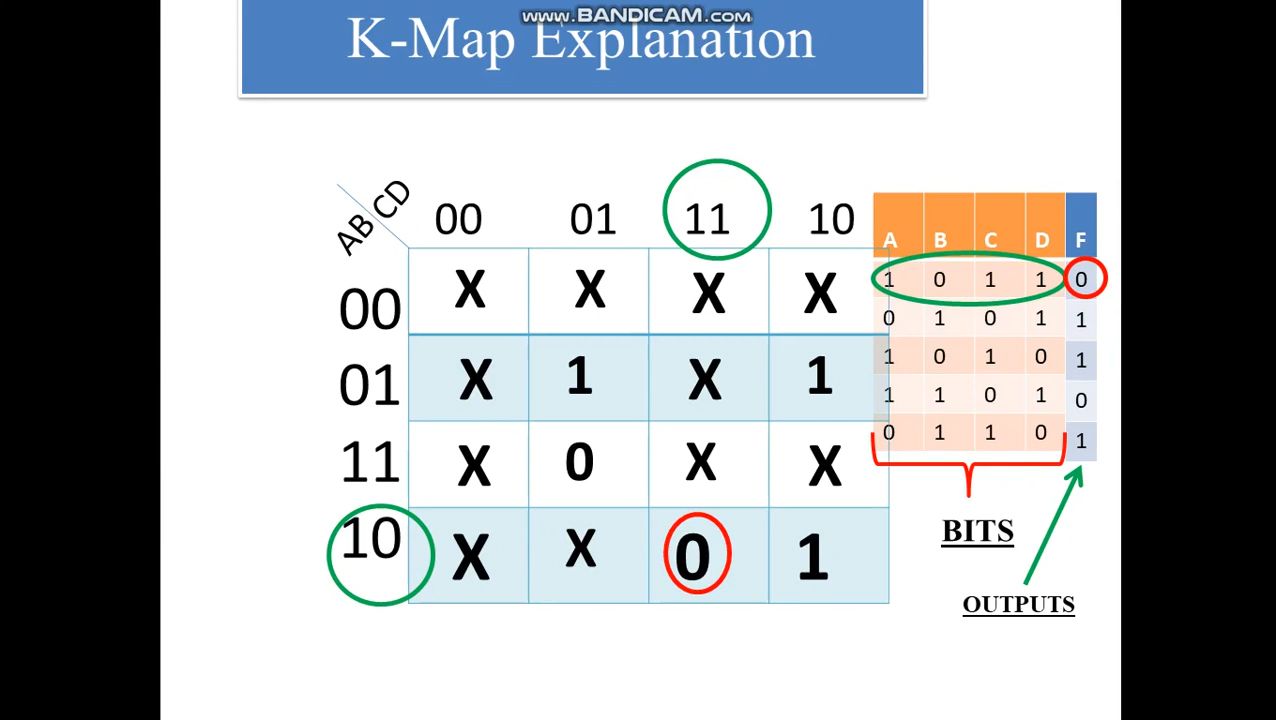 www.BANDICAM.com
K-Map Explanation
AB CD
00 01 11 10
00 X X X X
01 X 1 X 1
11 X 0 X X
10 X X 0 1
A B C D F
1 0 1 1 0
0 1 0 1 1
1 0 1 0 1
1 1 0 1 0
0 1 1 0 1
BITS
OUTPUTS